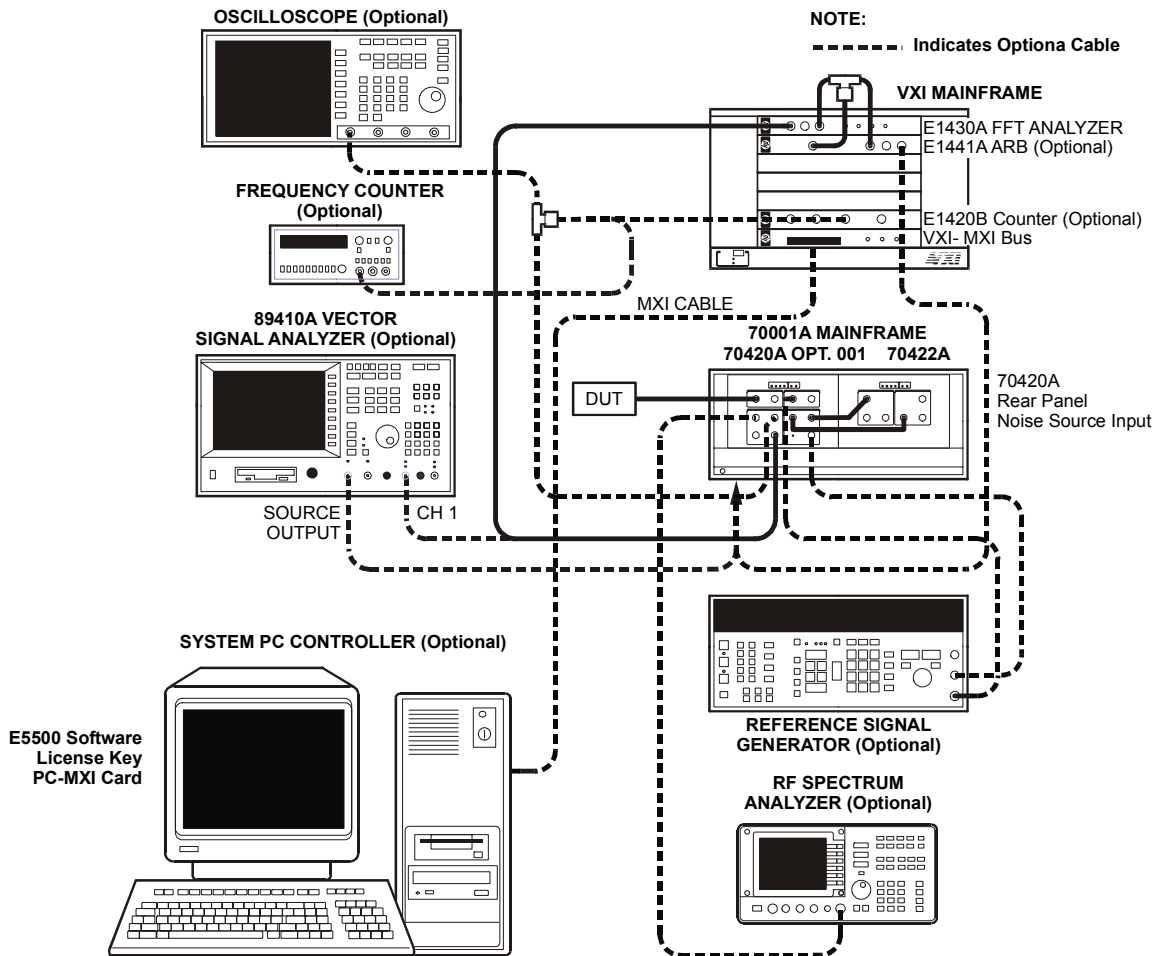 OSCILLOSCOPE (Optional)
NOTE:
Indicates Optiona Cable
VXI MAINFRAME
E1430A FFT ANALYZER
E1441A ARB (Optional)
FREQUENCY COUNTER
(Optional)
E1420B Counter (Optional)
VXI- MXI Bus
VXI
MXI CABLE
89410A VECTOR
SIGNAL ANALYZER (Optional)
70001A MAINFRAME
70420A OPT. 001 70422A
DUT
70420A
Rear Panel
Noise Source Input
SOURCE
OUTPUT
CH 1
SYSTEM PC CONTROLLER (Optional)
E5500 Software
License Key
PC-MXI Card
REFERENCE SIGNAL
GENERATOR (Optional)
RF SPECTRUM
ANALYZER (Optional)